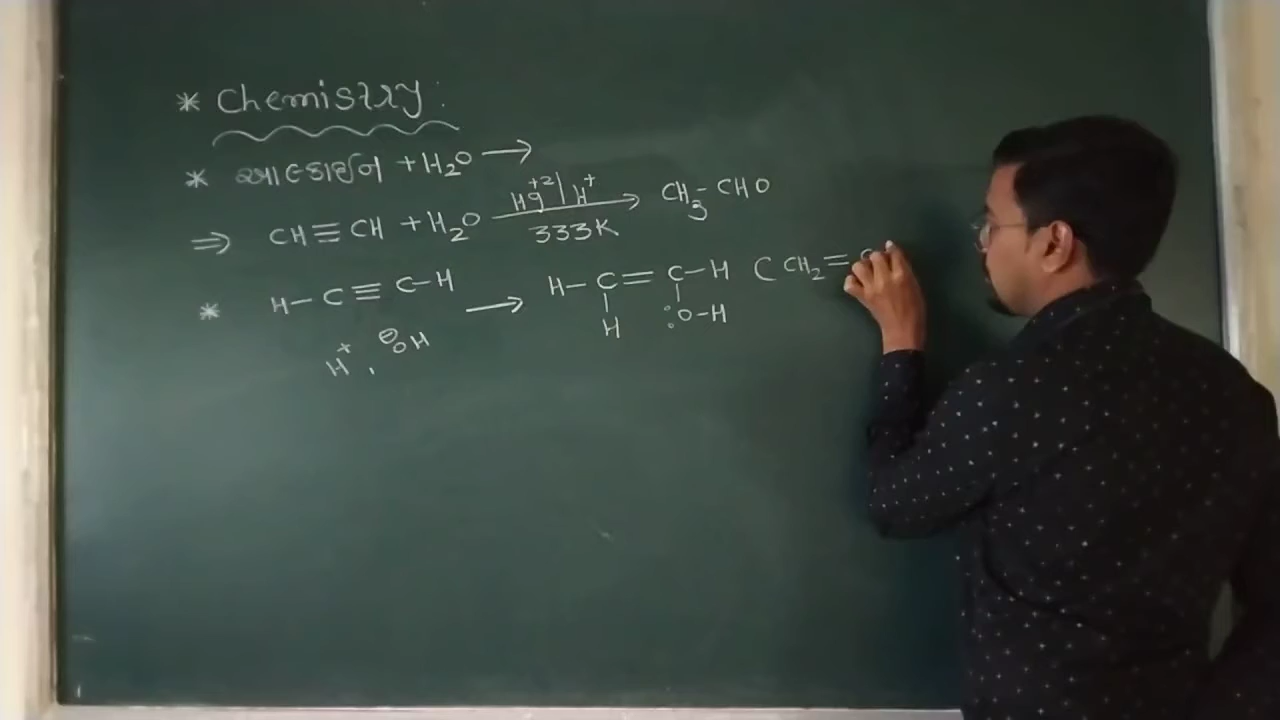 * Chemistry:
* આલ્કાઈન + H₂O ⟶
⇒ CH≡CH + H₂O ⟶ CH₃-CHO
Hg⁺²/H⁺
333K
* H-C≡C-H ⟶ H-C=C-H ( CH₂=
H⁺, ⊖OH
H :O-H